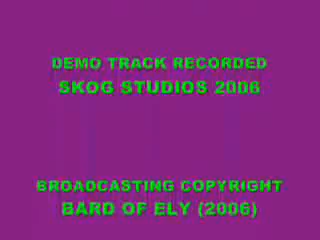 DEMO TRACK RECORDED
SKOG STUDIOS 2006
BROADCASTING COPYRIGHT
BARD OF ELY (2006)